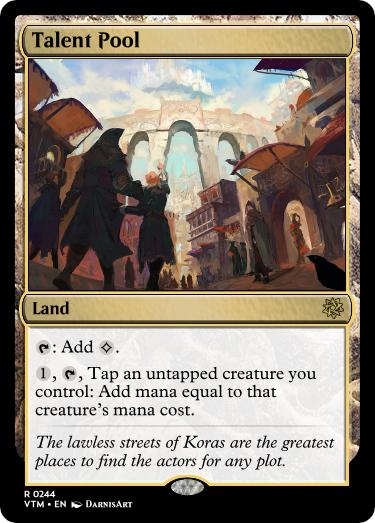 Talent Pool
Land
: Add .
1, , Tap an untapped creature you
control: Add mana equal to that
creature's mana cost.
The lawless streets of Koras are the greatest
places to find the actors for any plot.
R 0244
VTM • EN DarnisArt